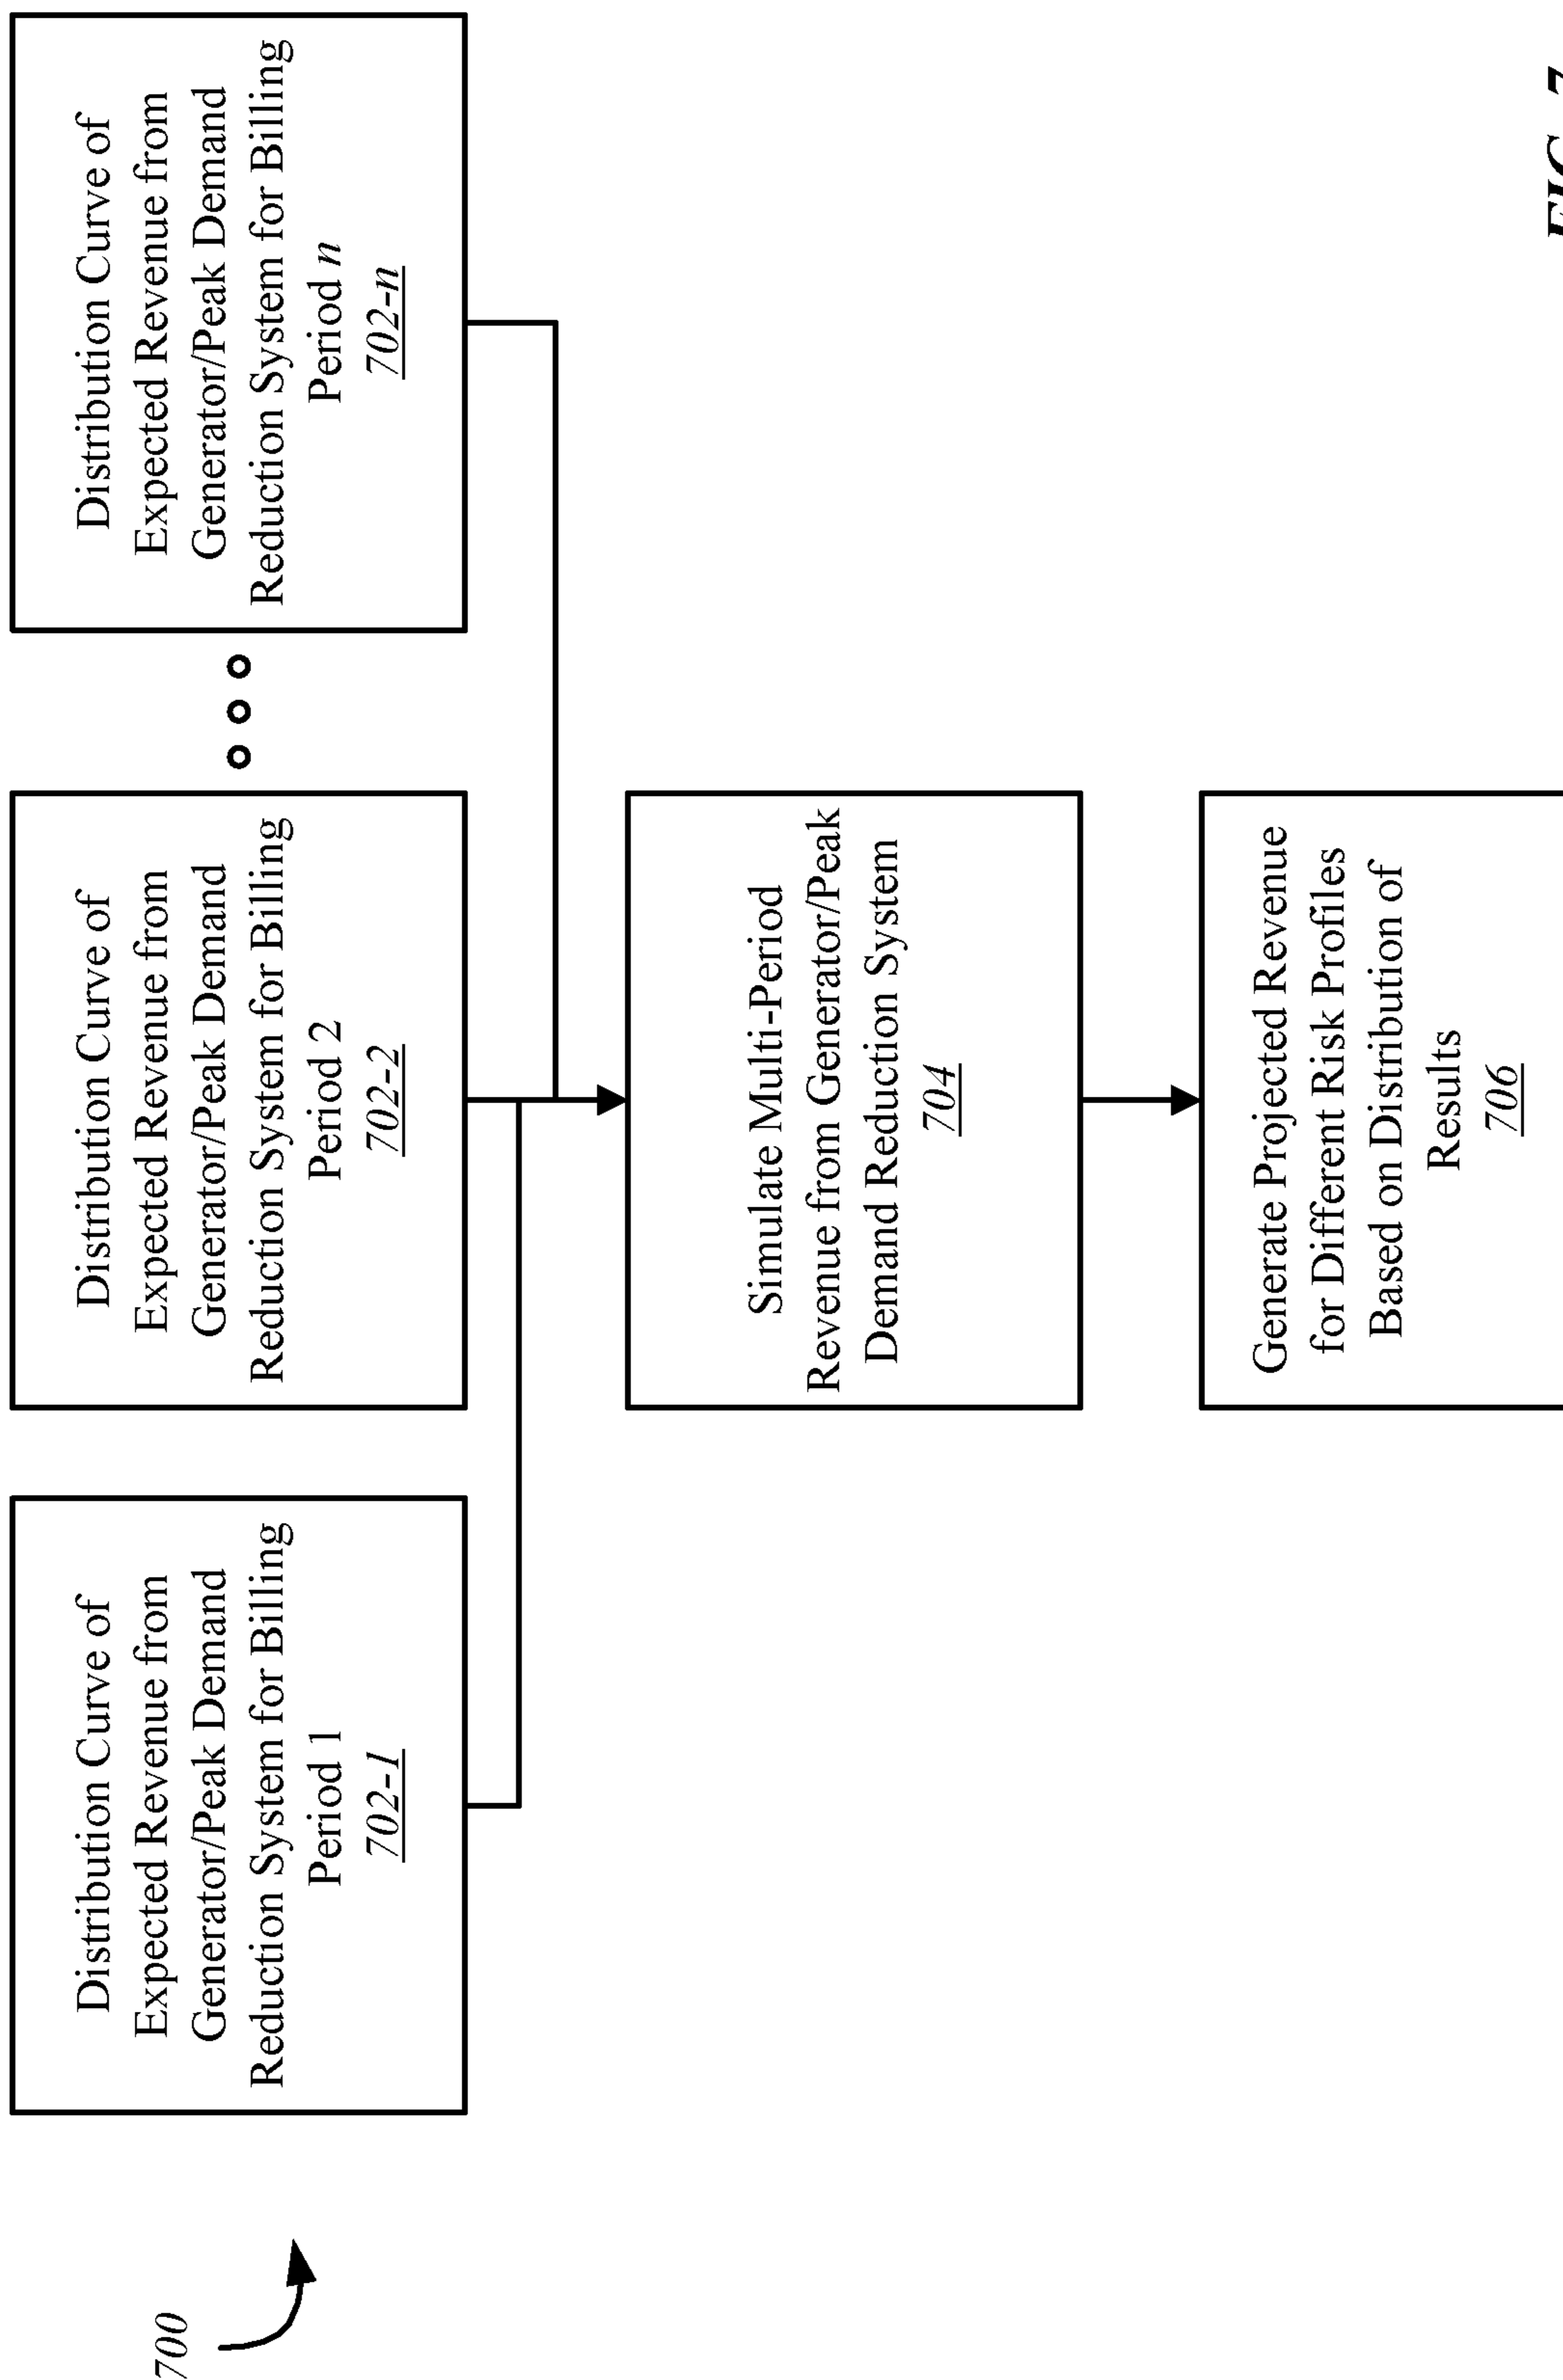 700
Distribution Curve of
Expected Revenue from
Generator/Peak Demand
Reduction System for Billing
Period 1
702-1
Distribution Curve of
Expected Revenue from
Generator/Peak Demand
Reduction System for Billing
Period 2
702-2
Distribution Curve of
Expected Revenue from
Generator/Peak Demand
Reduction System for Billing
Period n
702-n
Simulate Multi-Period
Revenue from Generator/Peak
Demand Reduction System
704
Generate Projected Revenue
for Different Risk Profiles
Based on Distribution of
Results
706
FIG. 7